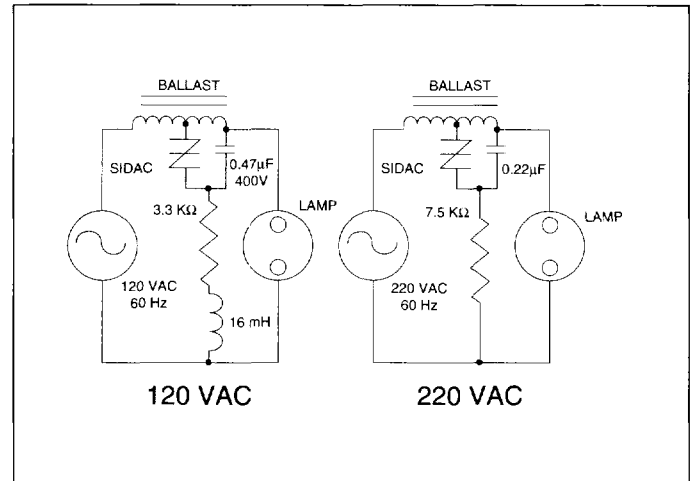 BALLAST
SIDAC
0.47µF
400V
3.3 KΩ
LAMP
120 VAC
60 Hz
16 mH
120 VAC
BALLAST
SIDAC
0.22µF
7.5 KΩ
LAMP
220 VAC
60 Hz
220 VAC